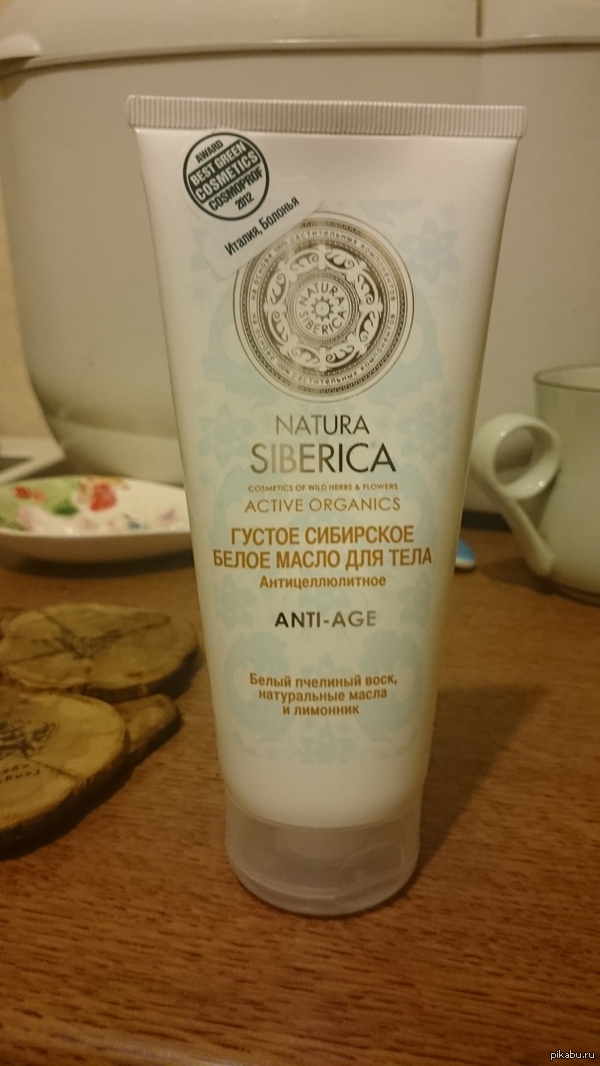 AWARD
BEST GREEN
COSMETICS
COSMOPROF
2012
Италия, Болонья
NATURA
SIBERICA
NATURA
SIBERICA
COSMETICS OF WILD HERBS & FLOWERS
ACTIVE ORGANICS
ГУСТОЕ СИБИРСКОЕ
БЕЛОЕ МАСЛО ДЛЯ ТЕЛА
Антицеллюлитное
ANTI-AGE
Белый пчелиный воск,
натуральные масла
и лимонник
pikabu.ru